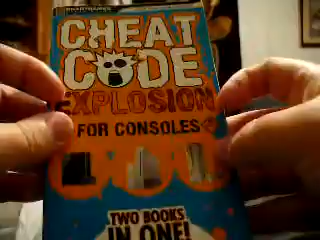 CHEAT
CODE
EXPLOSION
FOR CONSOLES
TWO BOOKS
IN ONE!